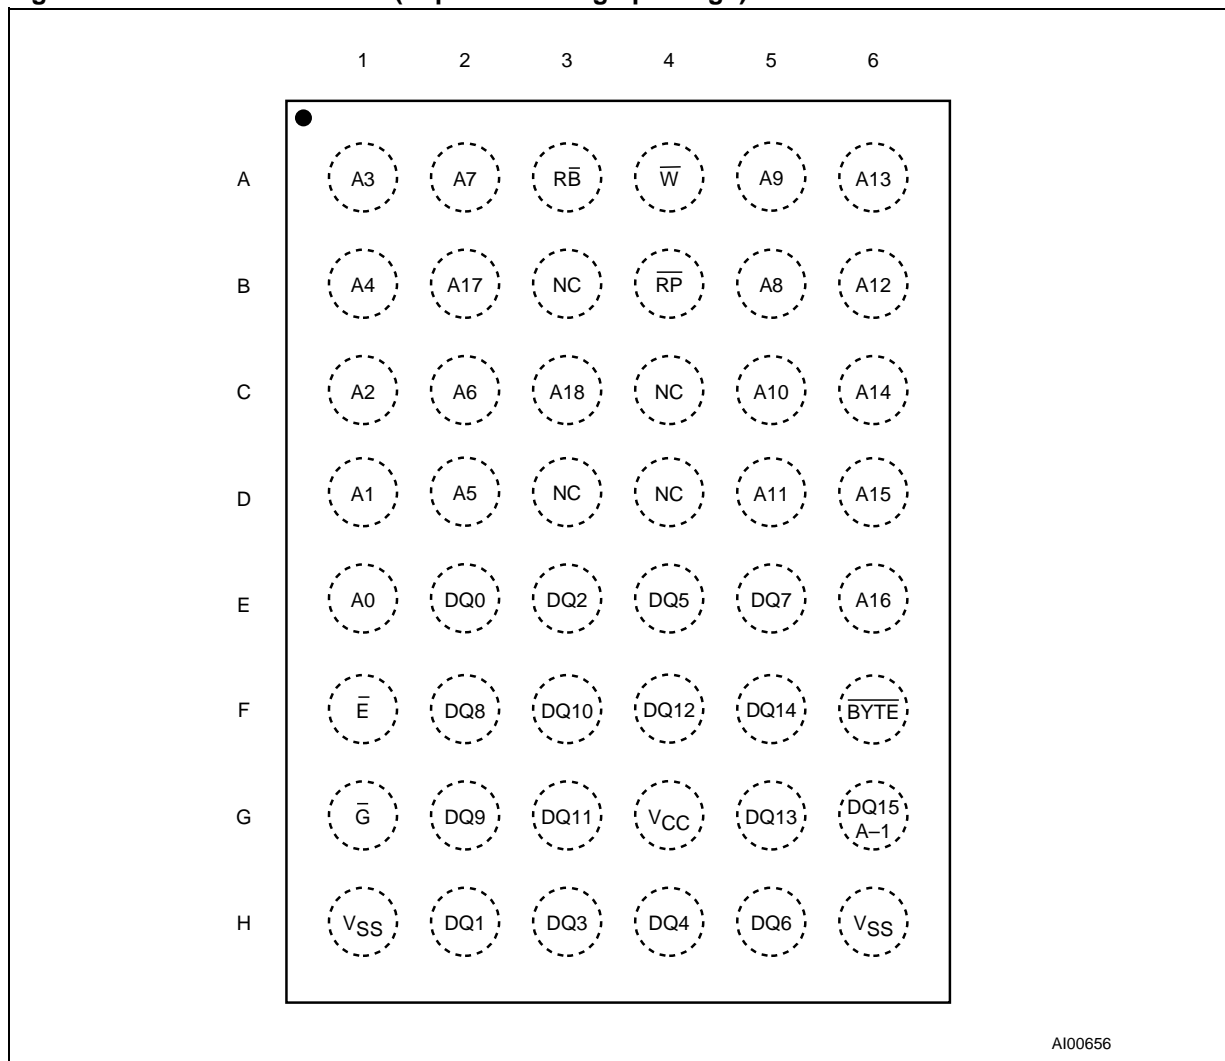 1 2 3 4 5 6
A A3 A7 RB̅ W̅ A9 A13
B A4 A17 NC R̅P̅ A8 A12
C A2 A6 A18 NC A10 A14
D A1 A5 NC NC A11 A15
E A0 DQ0 DQ2 DQ5 DQ7 A16
F E̅ DQ8 DQ10 DQ12 DQ14 B̅Y̅T̅E̅
G G̅ DQ9 DQ11 VCC DQ13 DQ15
A–1
H VSS DQ1 DQ3 DQ4 DQ6 VSS
AI00656